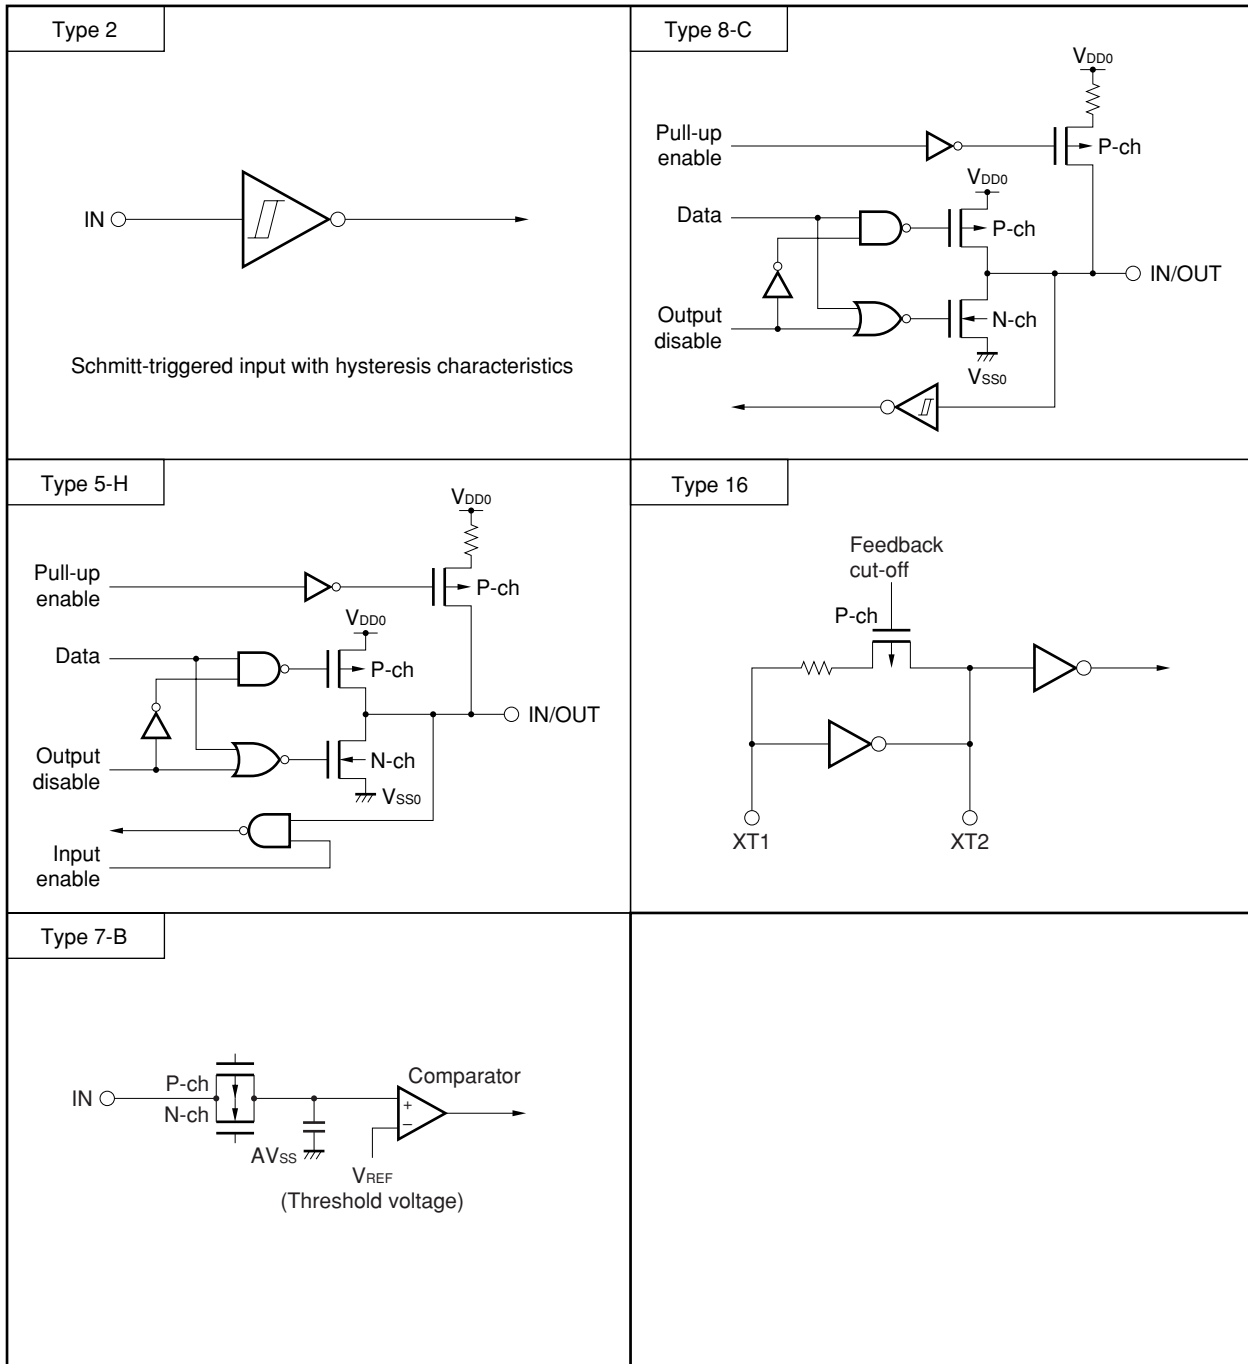 Type 2
IN
Schmitt-triggered input with hysteresis characteristics
Type 8-C
VDD0
Pull-up
enable
P-ch
VDD0
Data
P-ch
IN/OUT
Output
disable
N-ch
VSS0
Type 5-H
VDD0
Pull-up
enable
P-ch
VDD0
Data
P-ch
IN/OUT
Output
disable
N-ch
VSS0
Input
enable
Type 16
Feedback
cut-off
P-ch
XT1
XT2
Type 7-B
Comparator
P-ch
IN
N-ch
+
−
AVSS
VREF
(Threshold voltage)